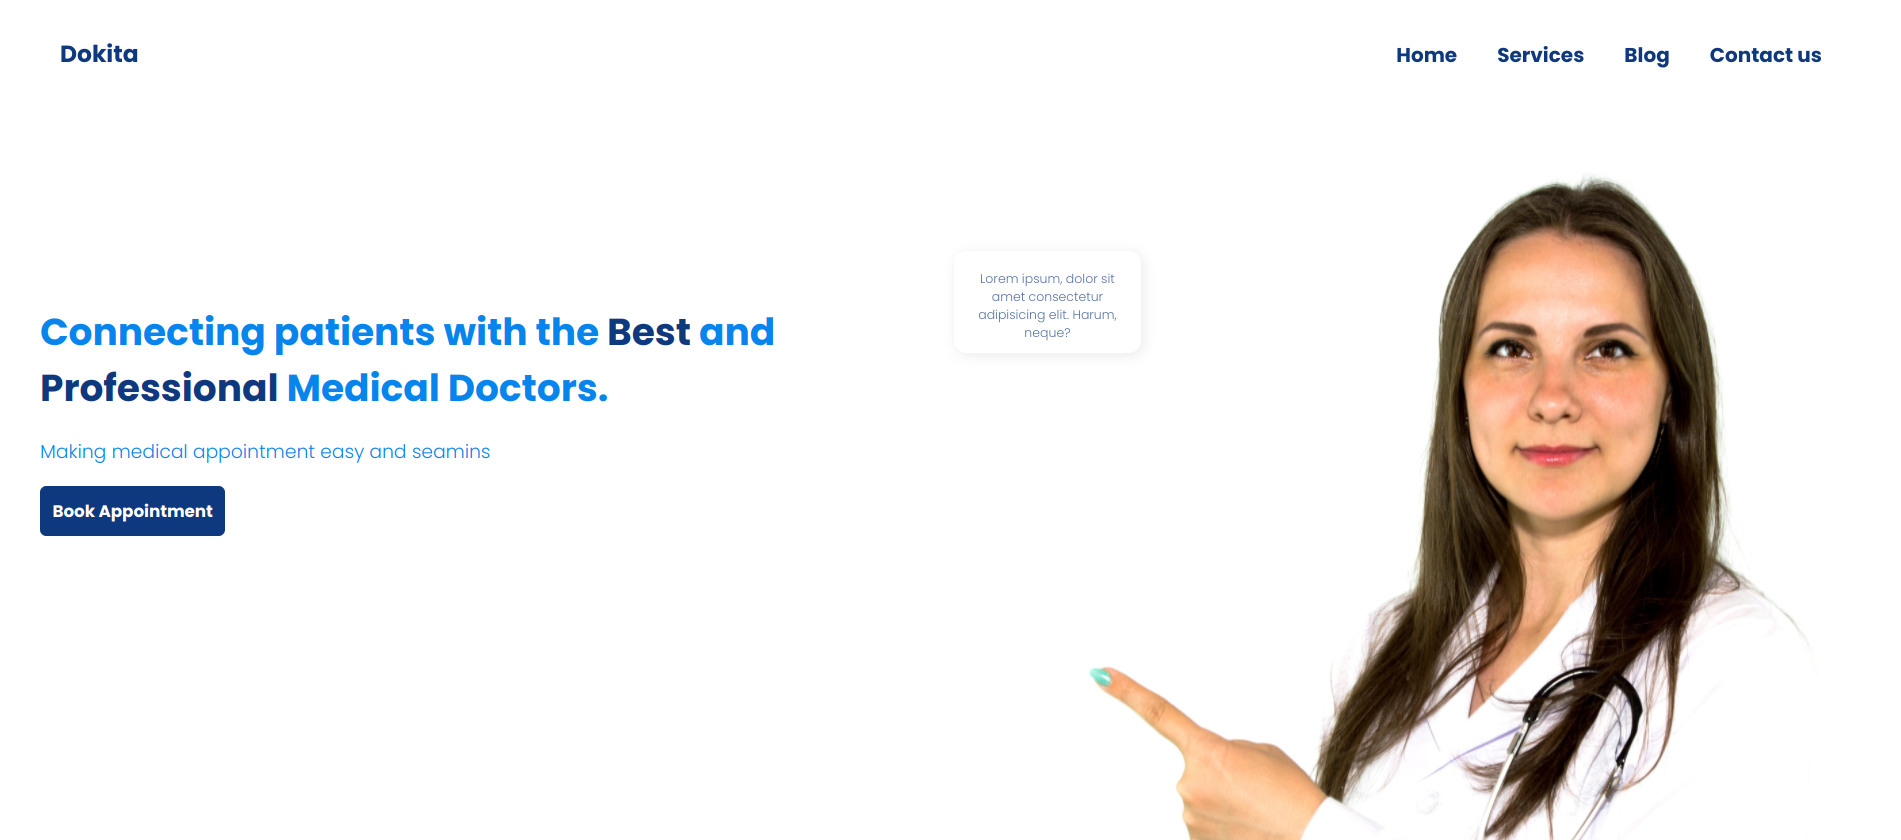 Dokita
Home Services Blog Contact us
Connecting patients with the Best and
Professional Medical Doctors.
Making medical appointment easy and seamins
Book Appointment
Lorem ipsum, dolor sit
amet consectetur
adipisicing elit. Harum,
neque?